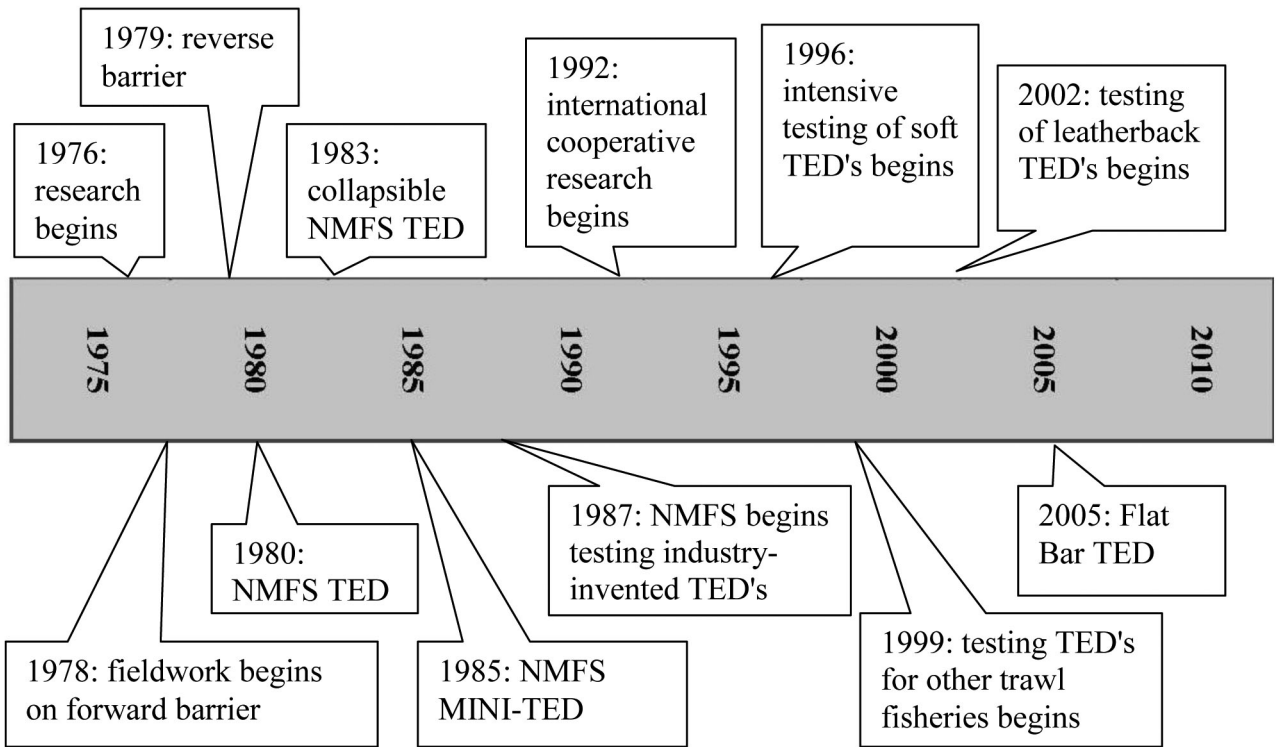 1979: reverse
barrier
1976:
research
begins
1983:
collapsible
NMFS TED
1992:
international
cooperative
research
begins
1996:
intensive
testing of soft
TED's begins
2002: testing
of leatherback
TED's begins
1975
1980
1985
1990
1995
2000
2005
2010
1978: fieldwork begins
on forward barrier
1980:
NMFS TED
1985: NMFS
MINI-TED
1987: NMFS begins
testing industry-
invented TED's
1999: testing TED's
for other trawl
fisheries begins
2005: Flat
Bar TED